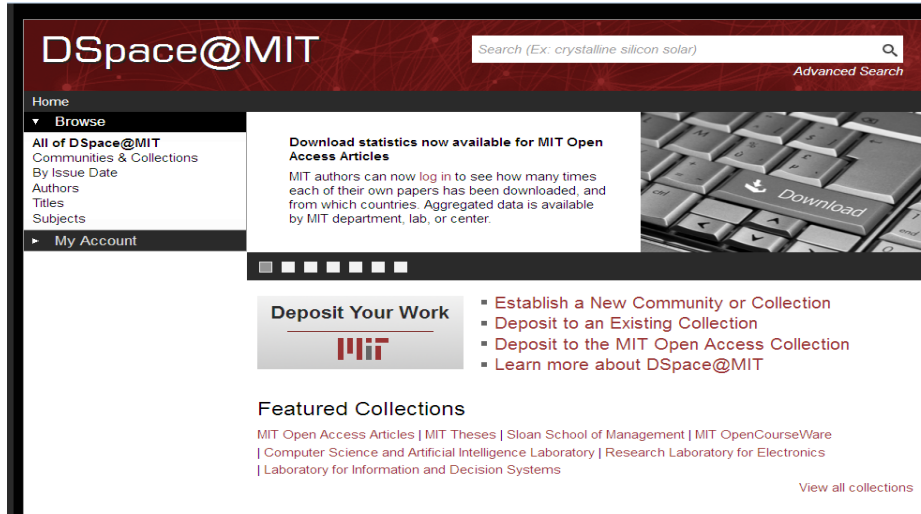 DSpace@MIT
Search (Ex: crystalline silicon solar)
Advanced Search
Home
Browse
All of DSpace@MIT
Communities & Collections
By Issue Date
Authors
Titles
Subjects
My Account
Download statistics now available for MIT Open
Access Articles
MIT authors can now log in to see how many times
each of their own papers has been downloaded, and
from which countries. Aggregated data is available
by MIT department, lab, or center.
ctrl
Download
end
Deposit Your Work
MIT
Establish a New Community or Collection
Deposit to an Existing Collection
Deposit to the MIT Open Access Collection
Learn more about DSpace@MIT
Featured Collections
MIT Open Access Articles | MIT Theses | Sloan School of Management | MIT OpenCourseWare
| Computer Science and Artificial Intelligence Laboratory | Research Laboratory for Electronics
| Laboratory for Information and Decision Systems
View all collections